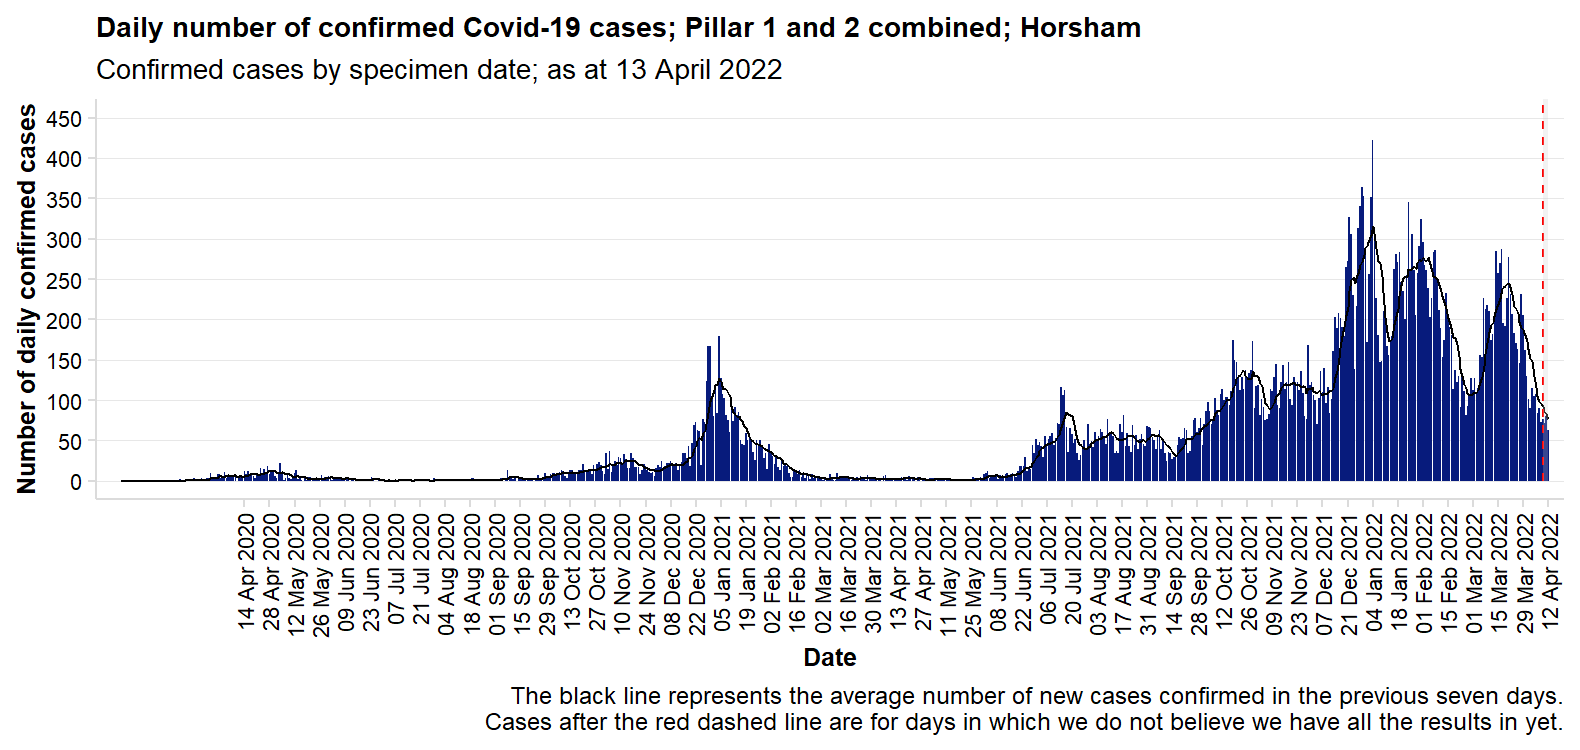 Daily number of confirmed Covid-19 cases; Pillar 1 and 2 combined; Horsham
Confirmed cases by specimen date; as at 13 April 2022
Number of daily confirmed cases
450
400
350
300
250
200
150
100
50
0
14 Apr 2020
28 Apr 2020
12 May 2020
26 May 2020
09 Jun 2020
23 Jun 2020
07 Jul 2020
21 Jul 2020
04 Aug 2020
18 Aug 2020
01 Sep 2020
15 Sep 2020
29 Sep 2020
13 Oct 2020
27 Oct 2020
10 Nov 2020
24 Nov 2020
08 Dec 2020
22 Dec 2020
05 Jan 2021
19 Jan 2021
02 Feb 2021
16 Feb 2021
02 Mar 2021
16 Mar 2021
30 Mar 2021
13 Apr 2021
27 Apr 2021
11 May 2021
25 May 2021
08 Jun 2021
22 Jun 2021
06 Jul 2021
20 Jul 2021
03 Aug 2021
17 Aug 2021
31 Aug 2021
14 Sep 2021
28 Sep 2021
12 Oct 2021
26 Oct 2021
09 Nov 2021
23 Nov 2021
07 Dec 2021
21 Dec 2021
04 Jan 2022
18 Jan 2022
01 Feb 2022
15 Feb 2022
01 Mar 2022
15 Mar 2022
29 Mar 2022
12 Apr 2022
Date
The black line represents the average number of new cases confirmed in the previous seven days.
Cases after the red dashed line are for days in which we do not believe we have all the results in yet.